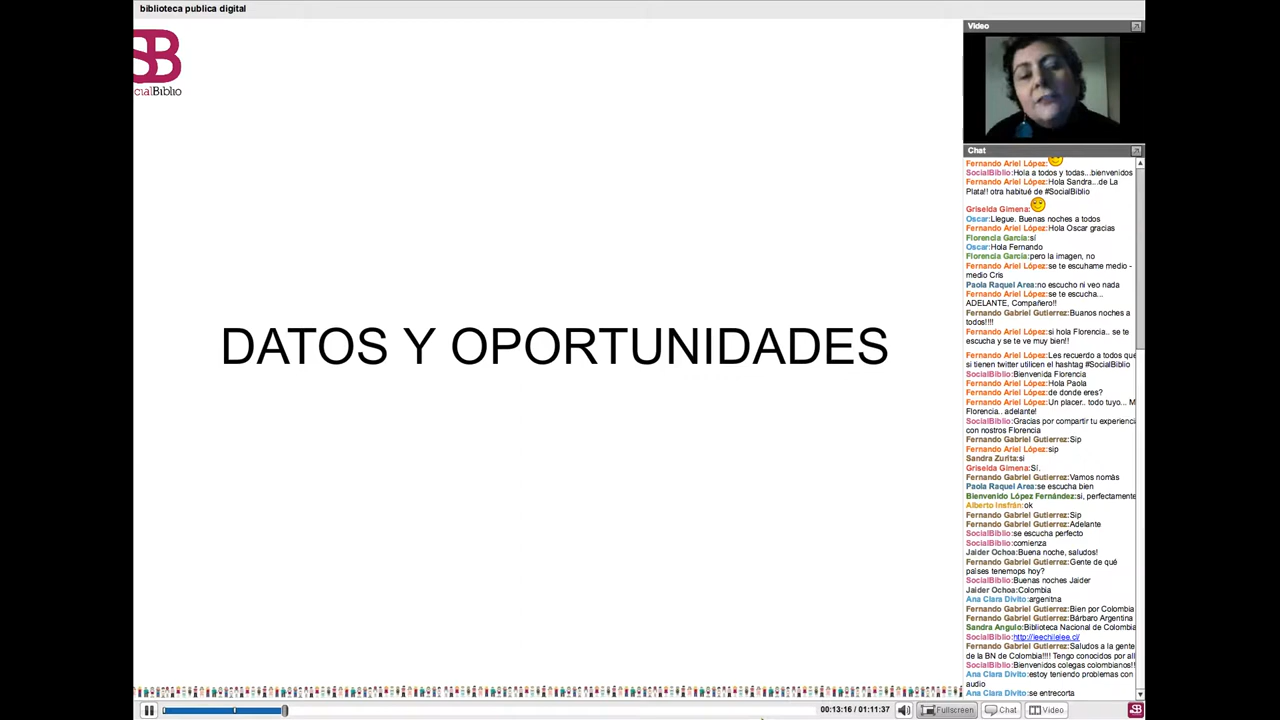 biblioteca publica digital
SB
cialBiblio
DATOS Y OPORTUNIDADES
Video
Chat
Fernando Ariel López:
SocialBiblio:Hola a todos y todas...bienvenidos
Fernando Ariel López:Hola Sandra...de La
Plata!! otra habitué de #SocialBiblio
Griselda Gimena:
Oscar:Llegue. Buenas noches a todos
Fernando Ariel López:Hola Oscar gracias
Florencia García:sí
Oscar:Hola Fernando
Florencia García:pero la imagen, no
Fernando Ariel López:se te escuhame medio -
medio Cris
Paola Raquel Area:no escucho ni veo nada
Fernando Ariel López:se te escucha...
ADELANTE, Compañero!!
Fernando Gabriel Gutierrez:Buanos noches a
todos!!!!
Fernando Ariel López:si hola Florencia.. se te
escucha y se te ve muy bien!!
Fernando Ariel López:Les recuerdo a todos que
si tienen twitter utilicen el hashtag #SocialBiblio
SocialBiblio:Bienvenida Florencia
Fernando Ariel López:Hola Paola
Fernando Ariel López:de donde eres?
Fernando Ariel López:Un placer.. todo tuyo... M
Florencia.. adelante!
SocialBiblio:Gracias por compartir tu experienci
con nostros Florencia
Fernando Gabriel Gutierrez:Sip
Fernando Ariel López:sip
Sandra Zurita:si
Griselda Gimena:Sí.
Fernando Gabriel Gutierrez:Vamos nomás
Paola Raquel Area:se escucha bien
Bienvenido López Fernández:si, perfectamente
Alberto Insfrán:ok
Fernando Gabriel Gutierrez:Sip
Fernando Gabriel Gutierrez:Adelante
SocialBiblio:se escucha perfecto
SocialBiblio:comienza
Jaider Ochoa:Buena noche, saludos!
Fernando Gabriel Gutierrez:Gente de qué
países tenemops hoy?
SocialBiblio:Buenas noches Jaider
Jaider Ochoa:Colombia
Ana Clara Divito:argenitna
Fernando Gabriel Gutierrez:Bien por Colombia
Fernando Gabriel Gutierrez:Bárbaro Argentina
Sandra Angulo:Biblioteca Nacional de Colombia
SocialBiblio:http://leechilelee.cl/
Fernando Gabriel Gutierrez:Saludos a la gente
de la BN de Colombia!!!! Tengo conocidos por all
SocialBiblio:Bienvenidos colegas colombianos!!
Ana Clara Divito:estoy teniendo problemas con
audio
Ana Clara Divito:se entrecorta
00:13:16 / 01:11:37
Fullscreen
Chat
Video
SB